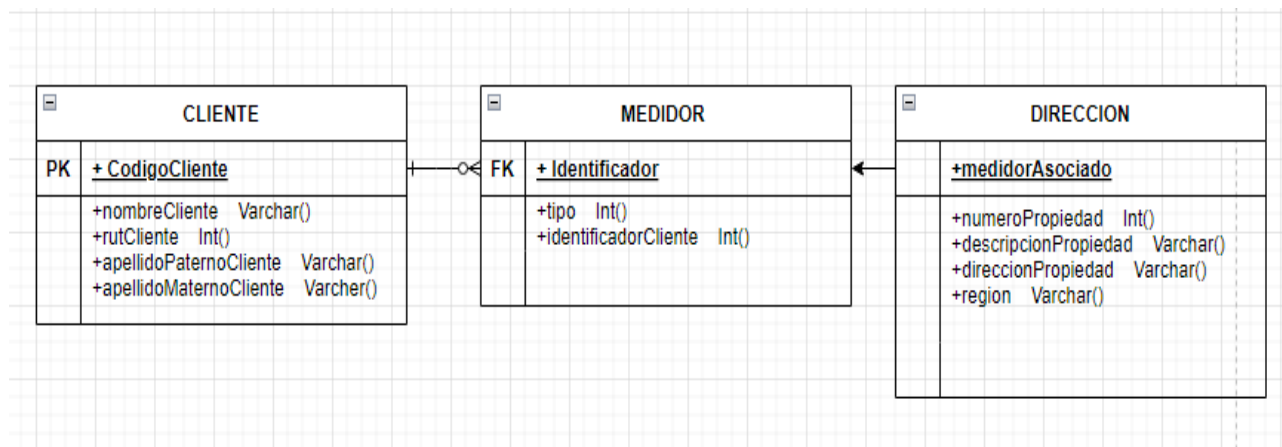 CLIENTE
PK + CodigoCliente
+nombreCliente Varchar()
+rutCliente Int()
+apellidoPaternoCliente Varchar()
+apellidoMaternoCliente Varcher()
MEDIDOR
FK + Identificador
+tipo Int()
+identificadorCliente Int()
DIRECCION
+medidorAsociado
+numeroPropiedad Int()
+descripcionPropiedad Varchar()
+direccionPropiedad Varchar()
+region Varchar()